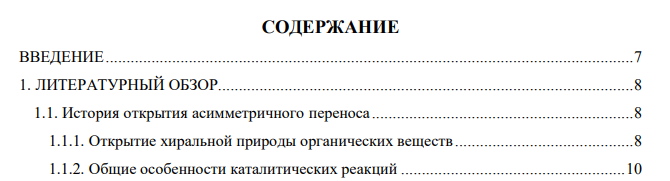 СОДЕРЖАНИЕ
ВВЕДЕНИЕ 7
1. ЛИТЕРАТУРНЫЙ ОБЗОР 8
1.1. История открытия асимметричного переноса 8
1.1.1. Открытие хиральной природы органических веществ 8
1.1.2. Общие особенности каталитических реакций 10